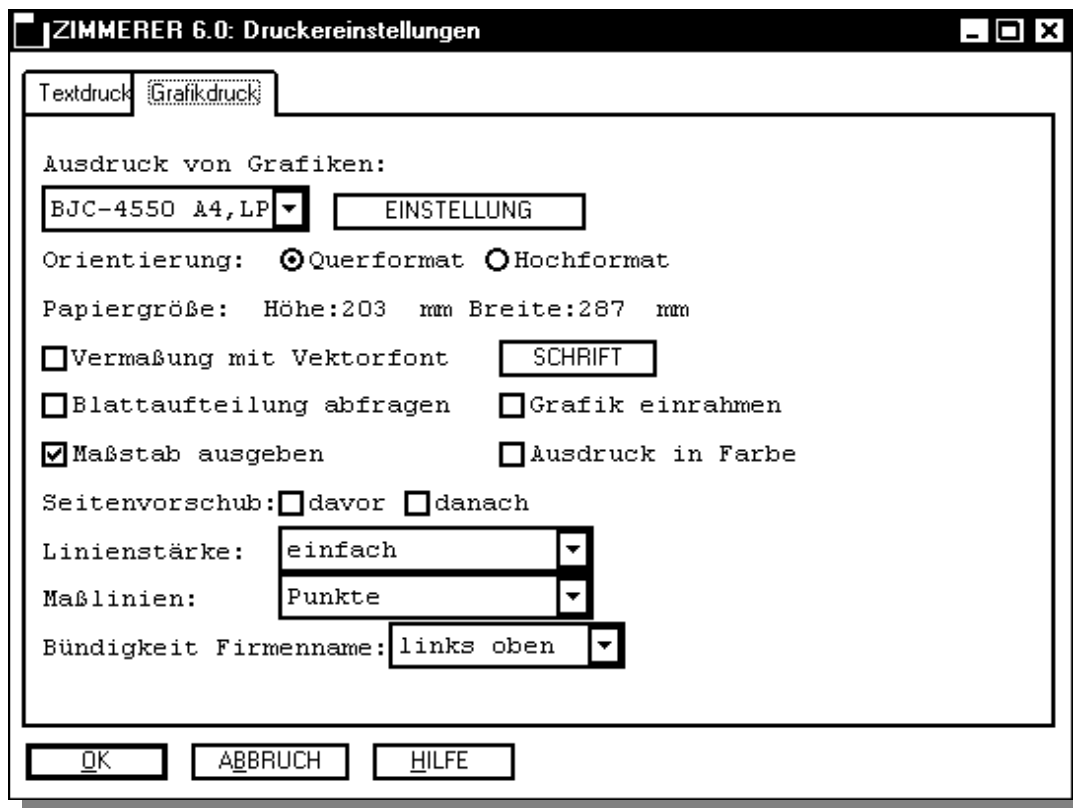 ZIMMERER 6.0: Druckereinstellungen
Textdruck Grafikdruck
Ausdruck von Grafiken:
BJC-4550 A4,LP EINSTELLUNG
Orientierung: Querformat Hochformat
Papiergröße: Höhe:203 mm Breite:287 mm
Vermaßung mit Vektorfont SCHRIFT
Blattaufteilung abfragen Grafik einrahmen
Maßstab ausgeben Ausdruck in Farbe
Seitenvorschub: davor danach
Linienstärke: einfach
Maßlinien: Punkte
Bündigkeit Firmenname: links oben
OK ABBRUCH HILFE